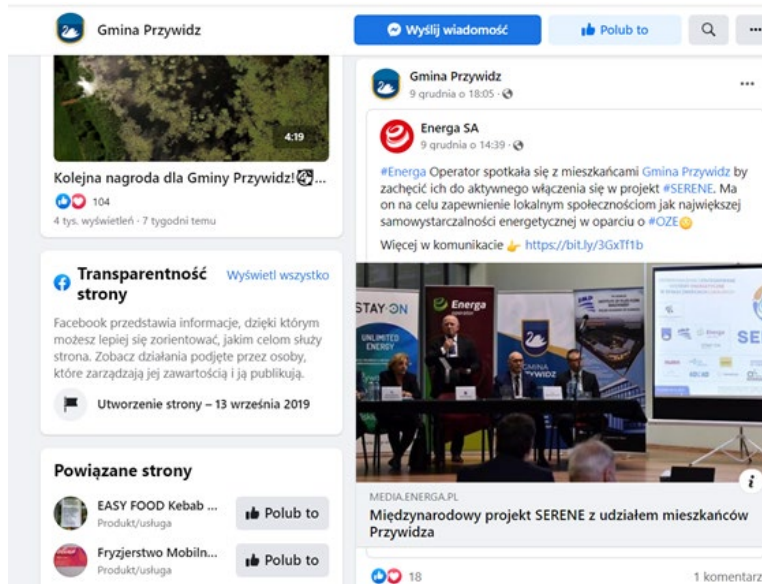 Gmina Przywidz
Wyślij wiadomość
Polub to
4:19
Kolejna nagroda dla Gminy Przywidz!...
104
4 tys. wyświetleń · 7 tygodni temu
Transparentność
strony
Wyświetl wszystko
Facebook przedstawia informacje, dzięki którym
możesz lepiej się zorientować, jakim celom służy
strona. Zobacz działania podjęte przez osoby,
które zarządzają jej zawartością i ją publikują.
Utworzenie strony – 13 września 2019
Powiązane strony
EASY FOOD Kebab ...
Produkt/usługa
Polub to
Fryzjerstwo Mobiln...
Produkt/usługa
Polub to
Gmina Przywidz
9 grudnia o 18:05 ·
Energa SA
9 grudnia o 14:39 ·
#Energa Operator spotkała się z mieszkańcami Gmina Przywidz by
zachęcić ich do aktywnego włączenia się w projekt #SERENE. Ma
on na celu zapewnienie lokalnym społecznościom jak największej
samowystarczalności energetycznej w oparciu o #OZE
Więcej w komunikacie 👉 https://bit.ly/3GxTf1b
STAY-ON
UNLIMITED
ENERGY
Energa
operator
GMINA
PRZYWIDZ
IMP
Energa
SE
MEDIA.ENERGA.PL
Międzynarodowy projekt SERENE z udziałem mieszkańców
Przywidza
18
1 komentarz